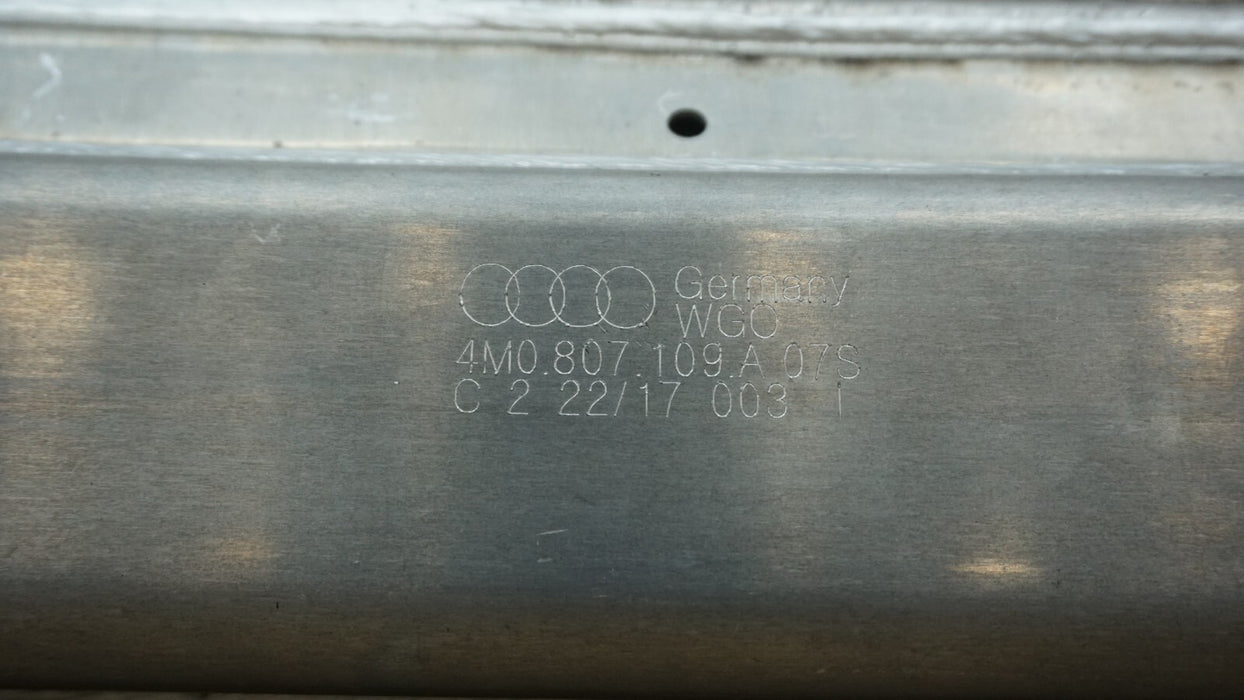 Germany
WGO
4M0.807.109.A 07S
C 2 22/17 003 I